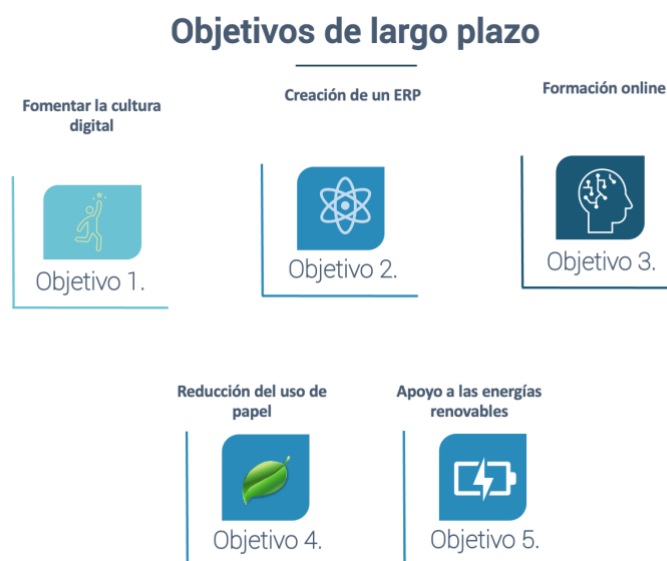 Objetivos de largo plazo
Fomentar la cultura
digital
Objetivo 1.
Creación de un ERP
Objetivo 2.
Formación online
Objetivo 3.
Reducción del uso de
papel
Objetivo 4.
Apoyo a las energías
renovables
Objetivo 5.